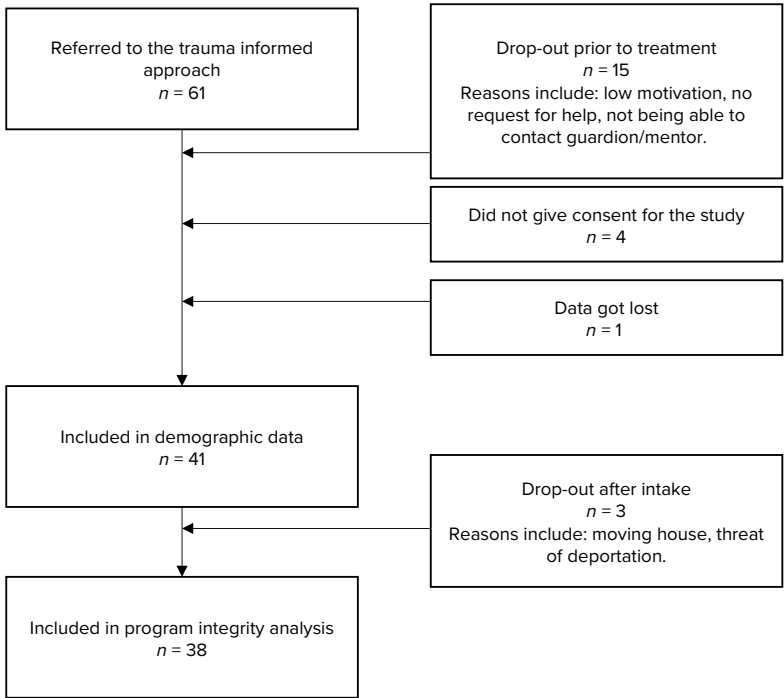 Referred to the trauma informed
approach
n = 61
Drop-out prior to treatment
n = 15
Reasons include: low motivation, no
request for help, not being able to
contact guardion/mentor.
Did not give consent for the study
n = 4
Data got lost
n = 1
Included in demographic data
n = 41
Drop-out after intake
n = 3
Reasons include: moving house, threat
of deportation.
Included in program integrity analysis
n = 38